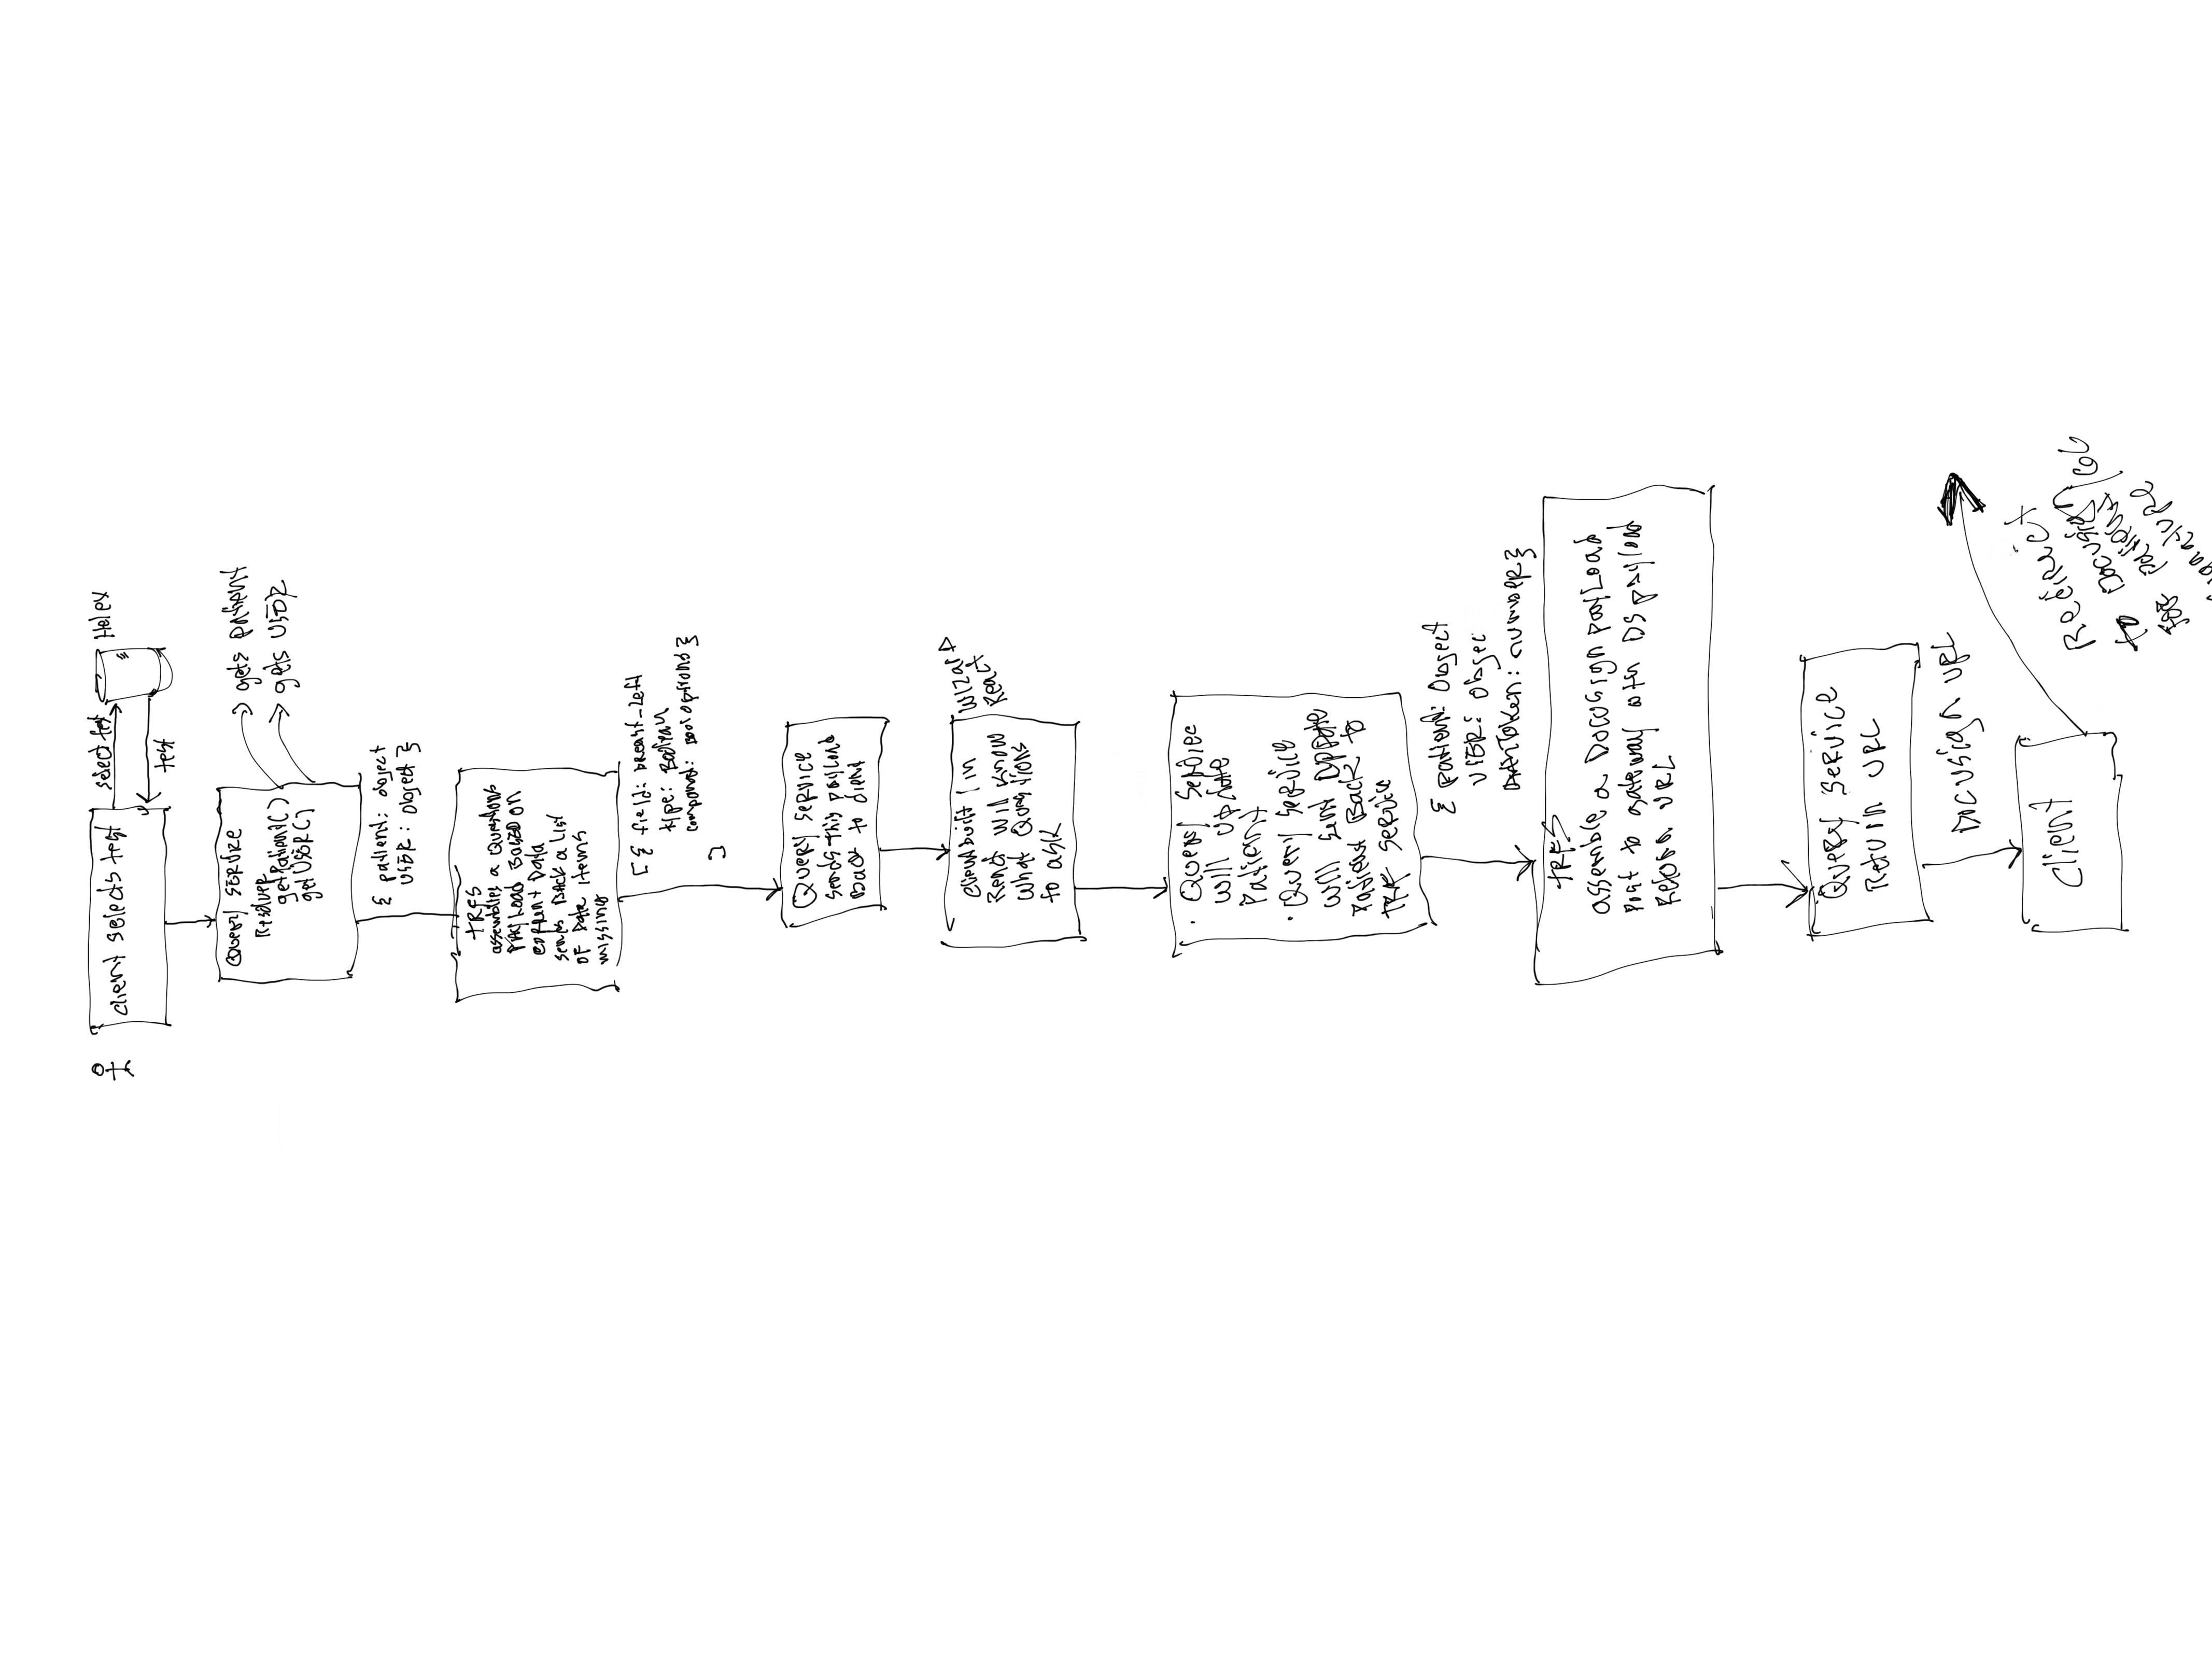 client selects test
select test
Helex
test
Query Service
Resolver
getPatient()
getUSER()
gets patient
gets USER
{ patient: object
USER: object }
TRFS
assembles a Questions
PAYLOAD BASED ON
current Data
sends BACK a LIST
OF Date items
missing
[{ field: breast_left
type: Boolean
component: Bool options }
]
Query Service
sends this payload
Back to client
client built in
React will know
what Questions
to ask
Wizard
React
• Query Service
will update
Patient
• Query Service
will sent update
Patient Back to
TRF Service
{ patient: Object
USER: objec
AuthToken: number}
TRFS
assemble a Docusign payLoad
Post to gateway with DS payload
Return URL
Query Service
Return URL
Docusign URL
client
Redirect
to Docusign
For patient/GC
signature